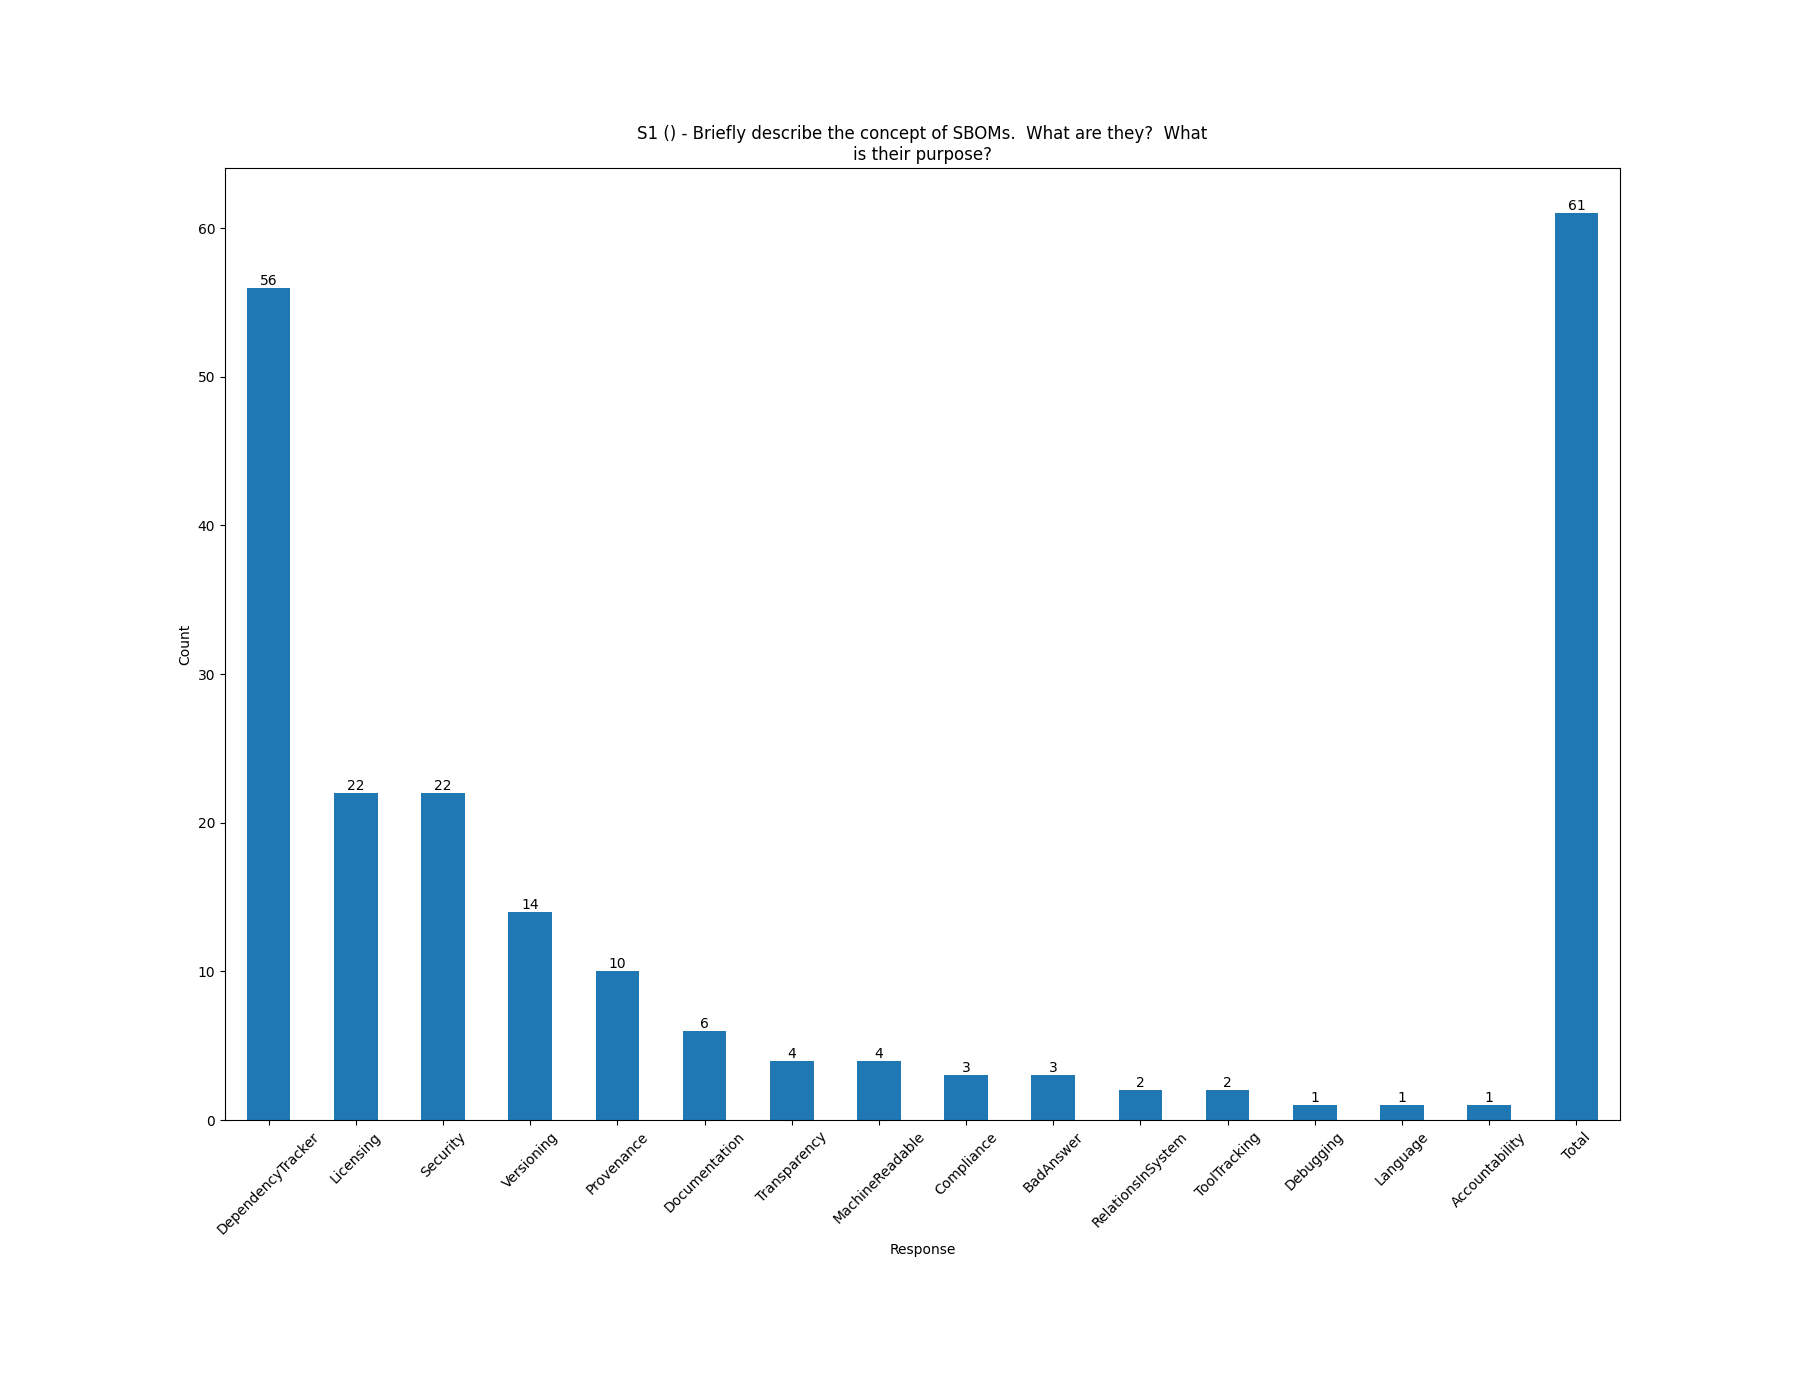 S1 () - Briefly describe the concept of SBOMs.  What are they?  What
is their purpose?
Count
60
50
40
30
20
10
0
56
22
22
14
10
6
4
4
3
3
2
2
1
1
1
61
DependencyTracker
Licensing
Security
Versioning
Provenance
Documentation
Transparency
MachineReadable
Compliance
BadAnswer
RelationsInSystem
ToolTracking
Debugging
Language
Accountability
Total
Response